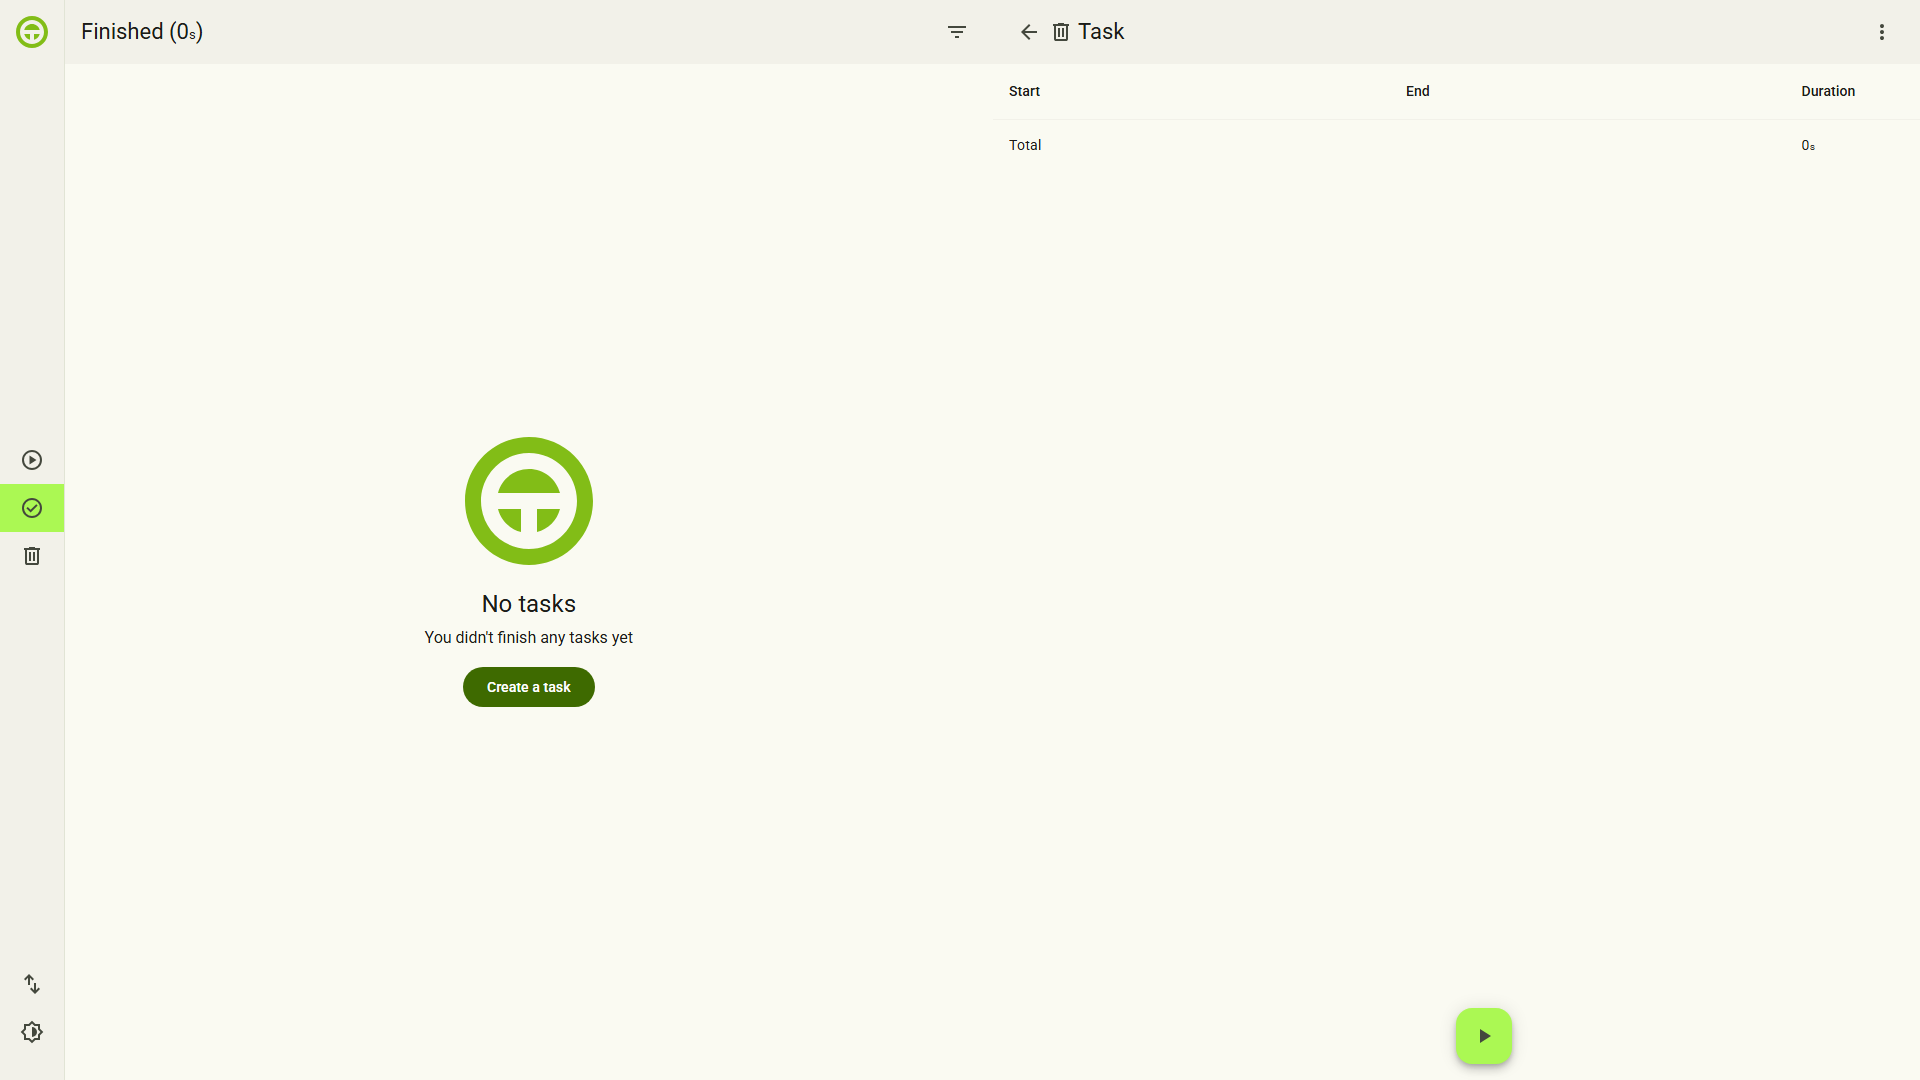 Finished (0s)
Task
Start End Duration
Total 0s
No tasks
You didn't finish any tasks yet
Create a task